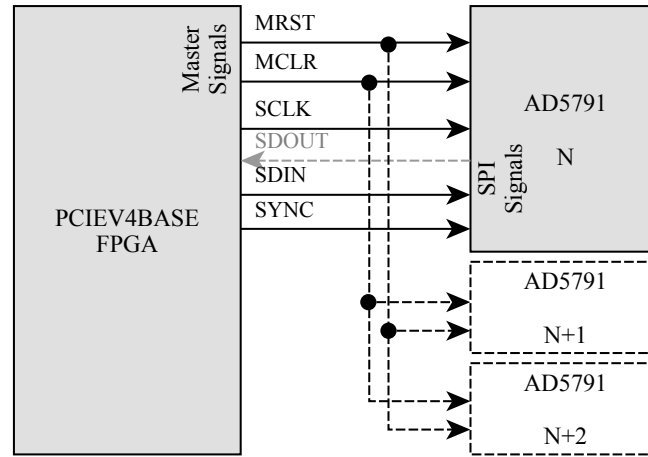 Master
Signals
MRST
MCLR
SCLK
SDOUT
SDIN
SYNC
PCIEV4BASE
FPGA
AD5791
N
SPI
Signals
AD5791
N+1
AD5791
N+2